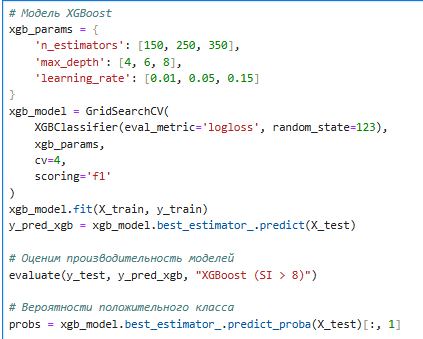 # Модель XGBoost
xgb_params = {
    'n_estimators': [150, 250, 350],
    'max_depth': [4, 6, 8],
    'learning_rate': [0.01, 0.05, 0.15]
}
xgb_model = GridSearchCV(
    XGBClassifier(eval_metric='logloss', random_state=123),
    xgb_params,
    cv=4,
    scoring='f1'
)
xgb_model.fit(X_train, y_train)
y_pred_xgb = xgb_model.best_estimator_.predict(X_test)

# Оценим производительность моделей
evaluate(y_test, y_pred_xgb, "XGBoost (SI > 8)")

# Вероятности положительного класса
probs = xgb_model.best_estimator_.predict_proba(X_test)[:, 1]